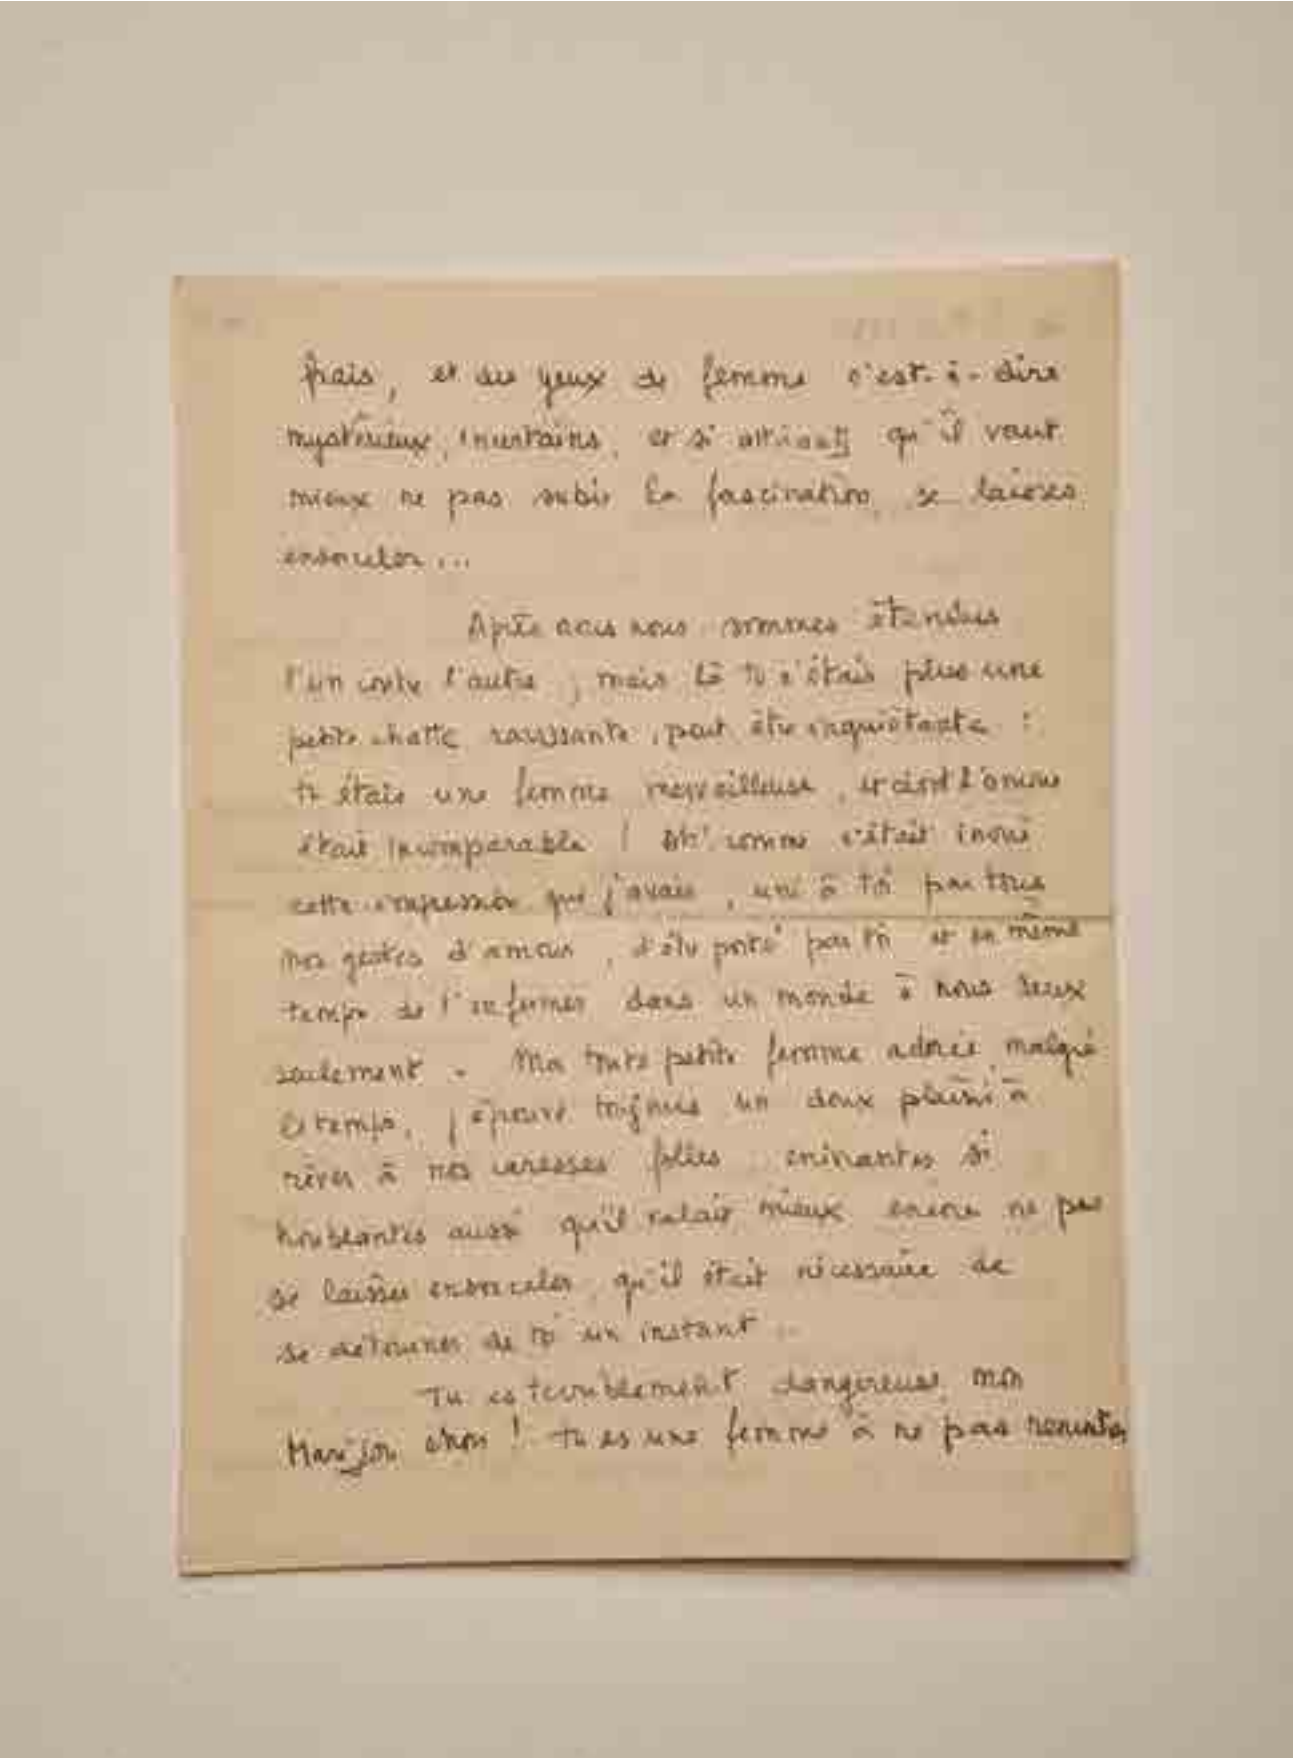 frais, et des yeux de femme c'est-à-dire
mystérieux, incertains, et si attirants qu'il vaut
mieux ne pas subir la fascination, se laisser
ensorceler...
Après nous sommes étendus
l'un contre l'autre, mais là tu n'étais plus une
petite chatte ravissante, peut être inquiétante :
tu étais une femme merveilleuse, et dont l'amour
était incomparable ! Ah! comme c'était inouï
cette impression que j'avais, uni à toi par tous
nos gestes d'amour, d'être porté par toi et en même
temps de t'enfermer dans un monde à nous deux
seulement. Ma toute petite femme adorée, malgré
le temps, j'éprouve toujours un doux plaisir à
rêver à nos caresses folles, enivrantes si
troublantes aussi qu'il valait mieux encore ne pas
se laisser ensorceler, qu'il était nécessaire de
se détourner de toi un instant..
Tu es terriblement dangereuse, mon
! tu es une femme à ne pas rencontrer